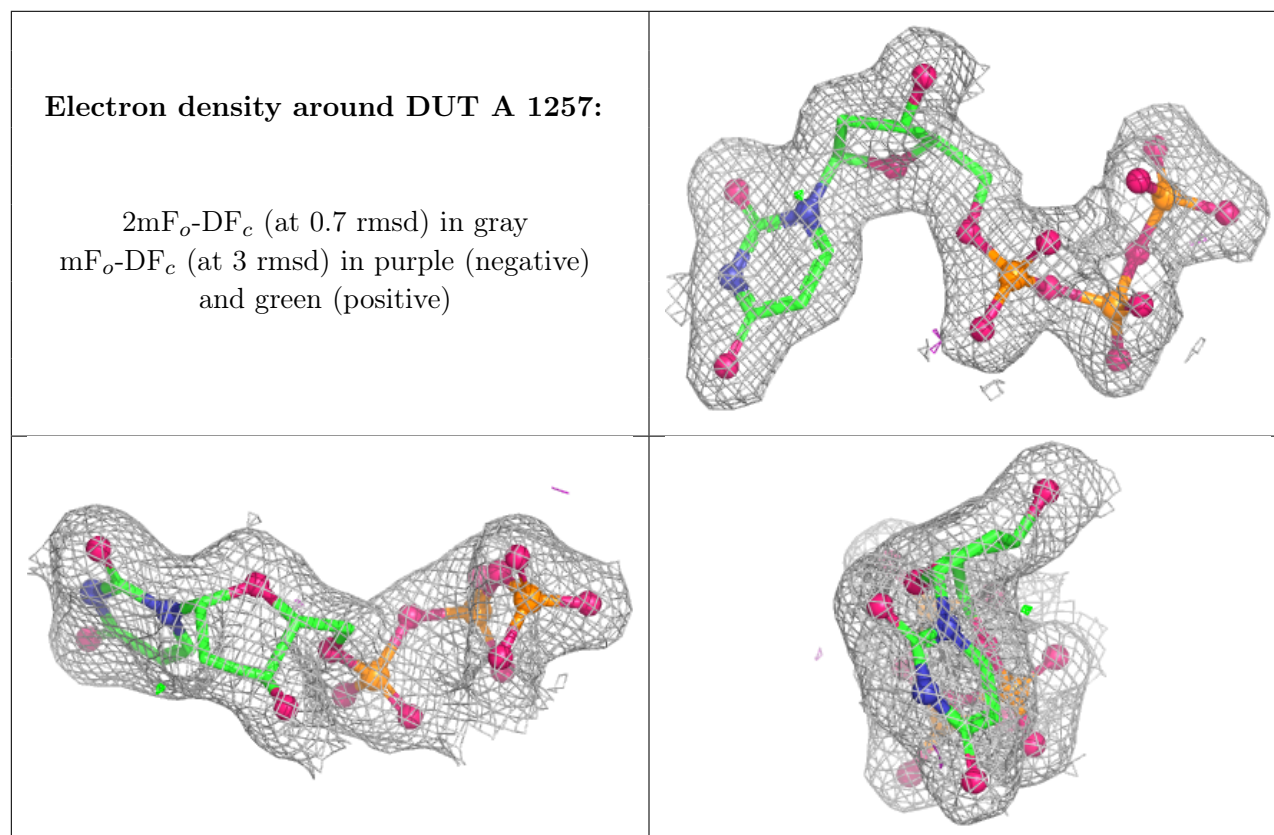 Electron density around DUT A 1257:
2mFo-DFc (at 0.7 rmsd) in gray
mFo-DFc (at 3 rmsd) in purple (negative)
and green (positive)